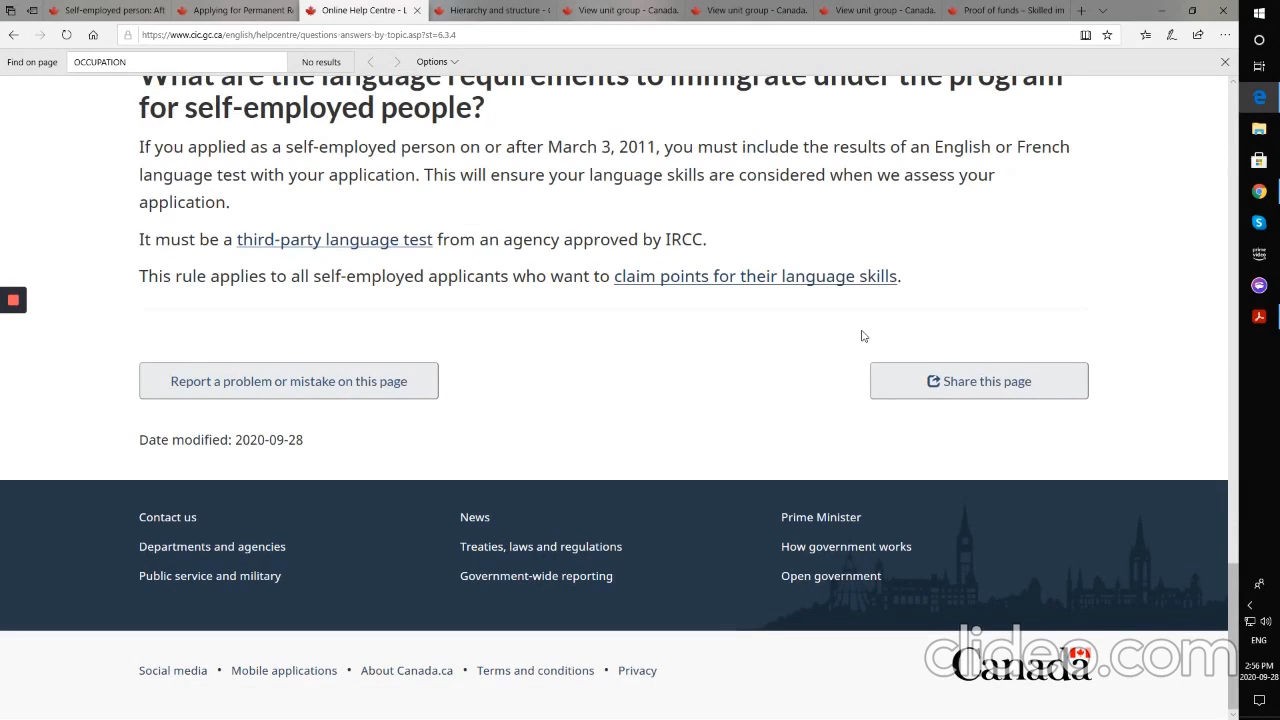 Self-employed person: Aft
Applying for Permanent R
Online Help Centre - L
Hierarchy and structure - C
View unit group - Canada.
View unit group - Canada.
View unit group - Canada.
Proof of funds – Skilled im
https://www.cic.gc.ca/english/helpcentre/questions-answers-by-topic.asp?st=6.3.4
Find on page OCCUPATION No results Options
What are the language requirements to immigrate under the program
for self-employed people?
If you applied as a self-employed person on or after March 3, 2011, you must include the results of an English or French
language test with your application. This will ensure your language skills are considered when we assess your
application.
It must be a third-party language test from an agency approved by IRCC.
This rule applies to all self-employed applicants who want to claim points for their language skills.
Report a problem or mistake on this page
Share this page
Date modified: 2020-09-28
Contact us News Prime Minister
Departments and agencies Treaties, laws and regulations How government works
Public service and military Government-wide reporting Open government
Social media • Mobile applications • About Canada.ca • Terms and conditions • Privacy
Canada
clideo.com
prime video
ENG
2:56 PM
2020-09-28